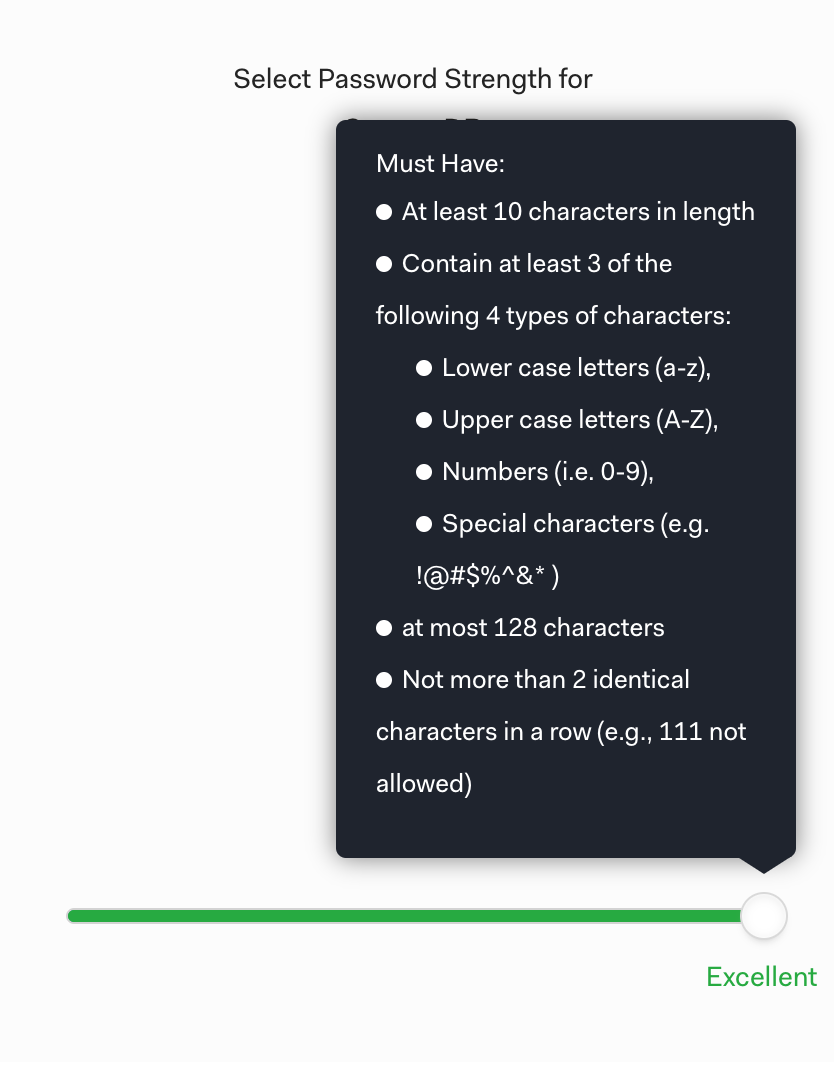 Select Password Strength for
Must Have:
● At least 10 characters in length
● Contain at least 3 of the
following 4 types of characters:
● Lower case letters (a-z),
● Upper case letters (A-Z),
● Numbers (i.e. 0-9),
● Special characters (e.g.
!@#$%^&* )
● at most 128 characters
● Not more than 2 identical
characters in a row (e.g., 111 not
allowed)
Excellent